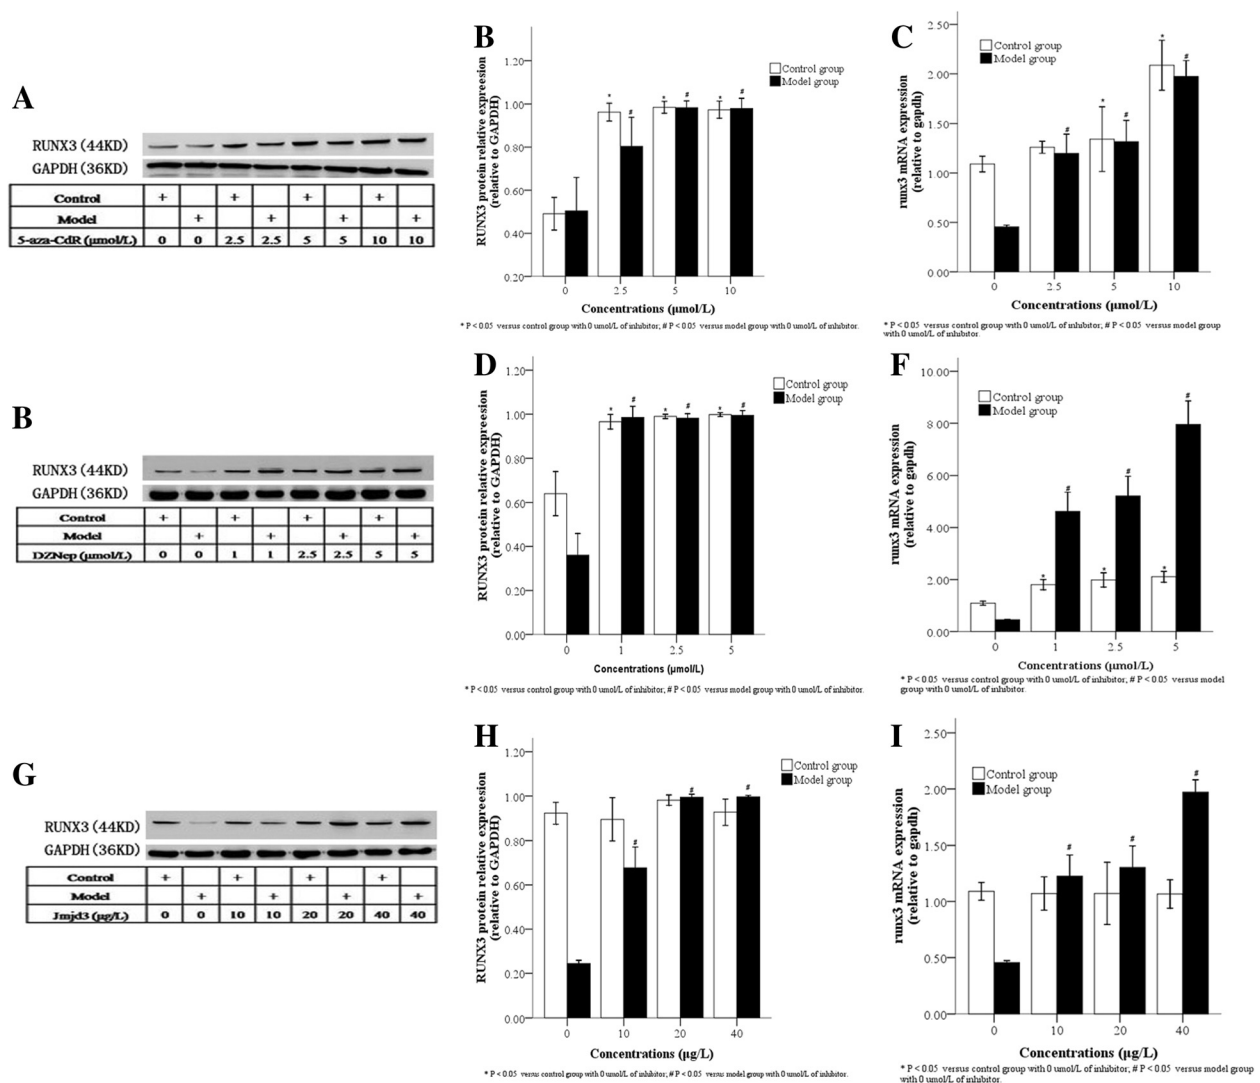 A
RUNX3 (44KD)
GAPDH (36KD)
Control + + + +
Model + + + +
5-aza-CdR (μmol/L) 0 0 2.5 2.5 5 5 10 10
B
RUNX3 protein relative expreesion
(relative to GAPDH)
1.20
1.00
0.80
0.60
0.40
0.20
Control group
Model group
* # * # * #
0 2.5 5 10
Concentrations (μmol/L)
* P < 0.05 versus control group with 0 umol/L of inhibitor; # P < 0.05 versus model group with 0 umol/L of inhibitor.
C
runx3 mRNA expression
(relative to gapdh)
2.50
2.00
1.50
1.00
0.50
0.00
Control group
Model group
# * # * #
0 2.5 5 10
Concentrations (μmol/L)
* P < 0.05 versus control group with 0 umol/L of inhibitor; # P < 0.05 versus model group
with 0 umol/L of inhibitor.
B
RUNX3 (44KD)
GAPDH (36KD)
Control + + + +
Model + + + +
DZNep (μmol/L) 0 0 1 1 2.5 2.5 5 5
D
RUNX3 protein relative expreesion
(relative to GAPDH)
1.20
1.00
0.80
0.60
0.40
0.20
0.00
Control group
Model group
* # * # * #
0 1 2.5 5
Concentrations (μmol/L)
* P < 0.05 versus control group with 0 umol/L of inhibitor; # P < 0.05 versus model group with 0 umol/L of inhibitor.
F
runx3 mRNA expression
(relative to gapdh)
10.00
8.00
6.00
4.00
2.00
0.00
Control group
Model group
* # * # * #
0 1 2.5 5
Concentrations (μmol/L)
* P < 0.05 versus control group with 0 umol/L of inhibitor; # P < 0.05 versus model
group with 0 umol/L of inhibitor.
G
RUNX3 (44KD)
GAPDH (36KD)
Control + + + +
Model + + + +
Jmjd3 (μg/L) 0 0 10 10 20 20 40 40
H
RUNX3 protein relative expreesion
(relative to GAPDH)
1.20
1.00
0.80
0.60
0.40
0.20
0.00
Control group
Model group
# # #
0 10 20 40
Concentrations (μg/L)
* P < 0.05 versus control group with 0 umol/L of inhibitor; # P < 0.05 versus model group with 0 umol/L of inhibitor.
I
runx3 mRNA expression
(relative to gapdh)
2.50
2.00
1.50
1.00
0.50
0.00
Control group
Model group
# # #
0 10 20 40
Concentrations (μg/L)
* P < 0.05 versus control group with 0 umol/L of inhibitor; # P < 0.05 versus model group
with 0 umol/L of inhibitor.